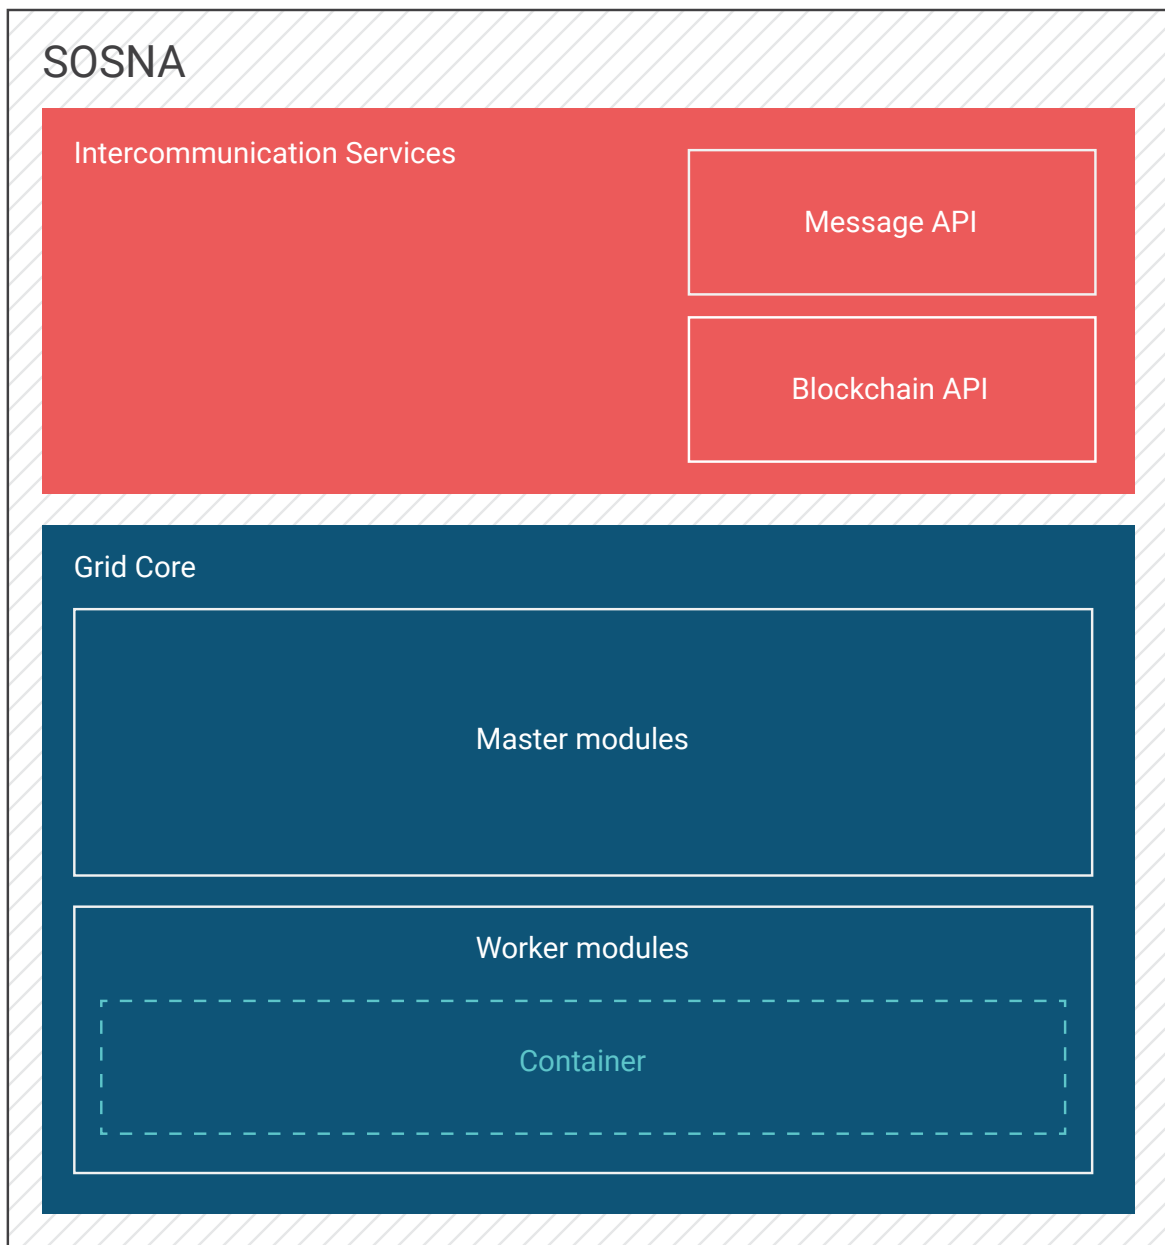 SOSNA
Intercommunication Services
Message API
Blockchain API
Grid Core
Master modules
Worker modules
Container